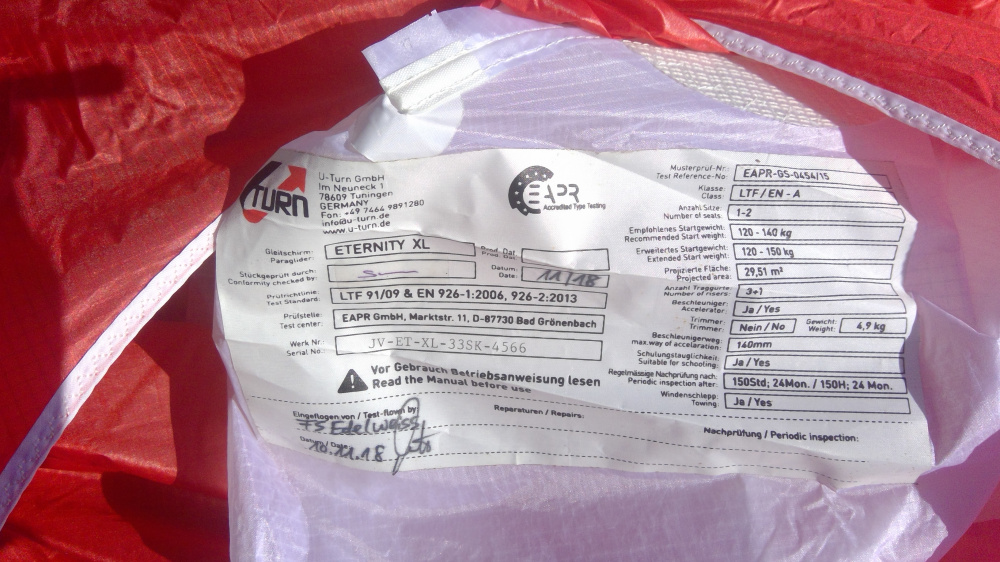 U-TURN
U-Turn GmbH
Im Neuneck 1
78609 Tuningen
GERMANY
Fon: +49 7464 9891280
info@u-turn.de
www.u-turn.de
EAPR
Accredited Type Testing
Gleitschirm:
Paraglider:
ETERNITY XL
Prod. Dat
Prod. Dat
Stückgeprüft durch:
Conformity checked by:
Datum:
Date:
11/18
Prüfrichtlinie:
Test Standard:
LTF 91/09 & EN 926-1:2006, 926-2:2013
Prüfstelle:
Test center:
EAPR GmbH, Marktstr. 11, D-87730 Bad Grönenbach
Werk Nr.:
Serial No.:
JV-ET-XL-33SK-4566
Vor Gebrauch Betriebsanweisung lesen
Read the Manual before use
Musterprüf-Nr.:
Test Reference-No:
EAPR-GS-0454/15
Klasse:
Class:
LTF/EN - A
Anzahl Sitze:
Number of seats:
1-2
Empfohlenes Startgewicht:
Recommended Start weight:
120 - 140 kg
Erweitertes Startgewicht:
Extended Start weight:
120 - 150 kg
Projizierte Fläche:
Projected area:
29,51 m²
Anzahl Traggurte:
Number of risers:
3+1
Beschleuniger:
Accelerator:
Ja / Yes
Trimmer:
Trimmer:
Nein / No
Gewicht:
Weight:
4,9 kg
Beschleunigerweg:
max.way of accelaration:
140mm
Schulungstauglichkeit:
Suitable for schooling:
Ja / Yes
Regelmässige Nachprüfung nach:
Periodic inspection after:
150Std; 24Mon. / 150H; 24 Mon.
Windenschlepp:
Towing:
Ja / Yes
Eingeflogen von / Test-flown by
FS Edelweiss
Datum / Date:
10.11.18
Reparaturen / Repairs:
Nachprüfung / Periodic inspection: